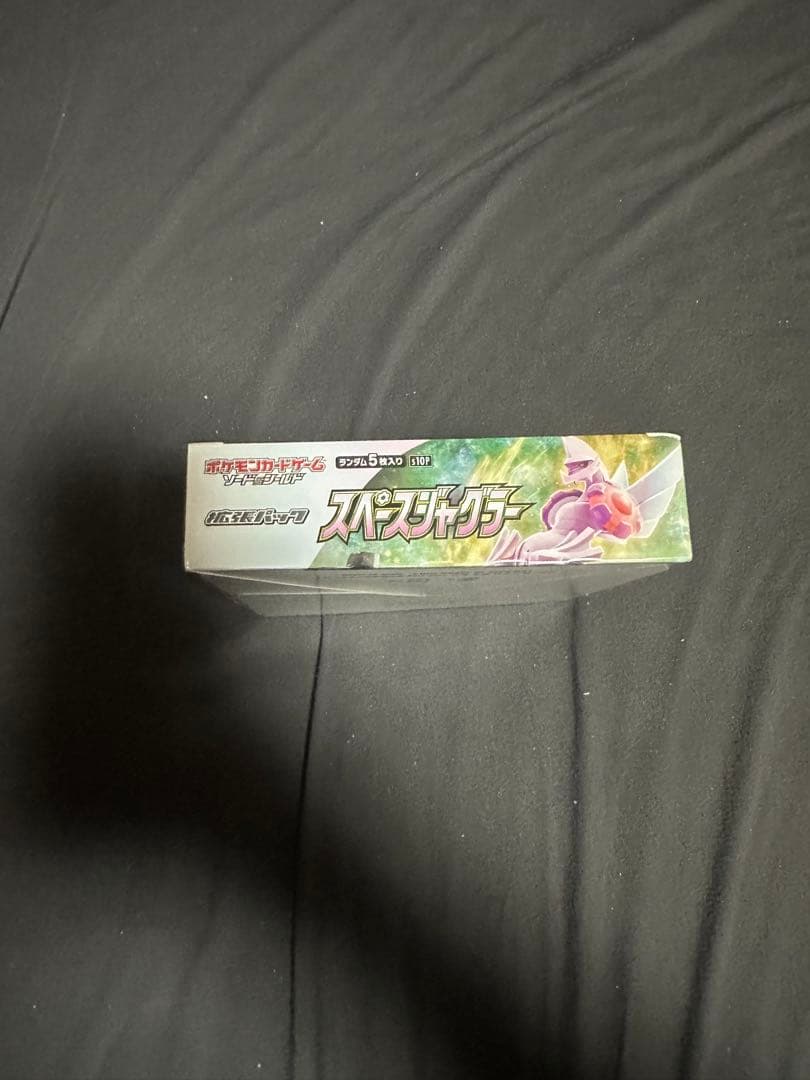 ポケモンカードゲーム
ソード&シールド
ランダム5枚入り
s10P
拡張パック
スペースジャグラー